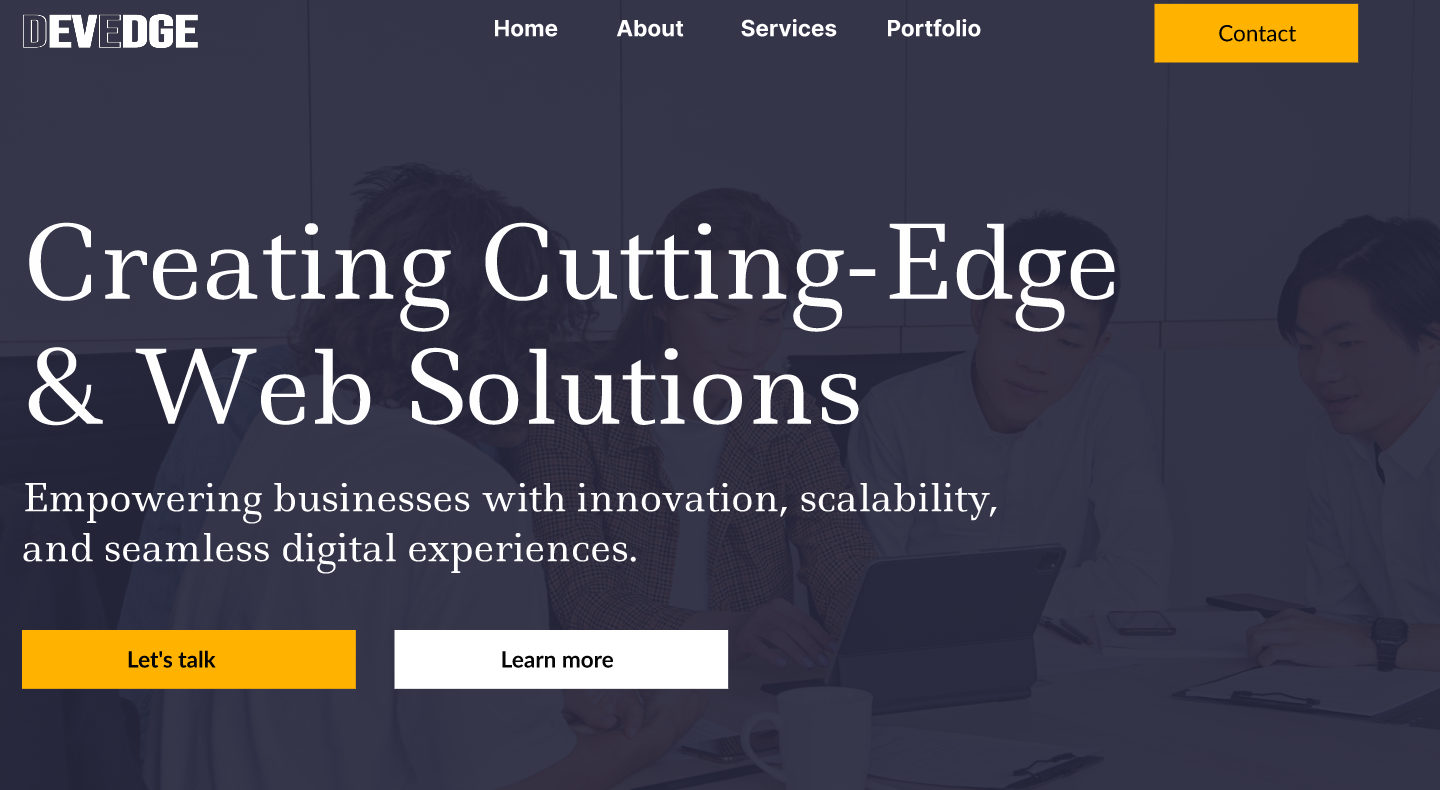 DEVEDGE
Home About Services Portfolio
Contact
Creating Cutting-Edge
& Web Solutions
Empowering businesses with innovation, scalability,
and seamless digital experiences.
Let's talk
Learn more